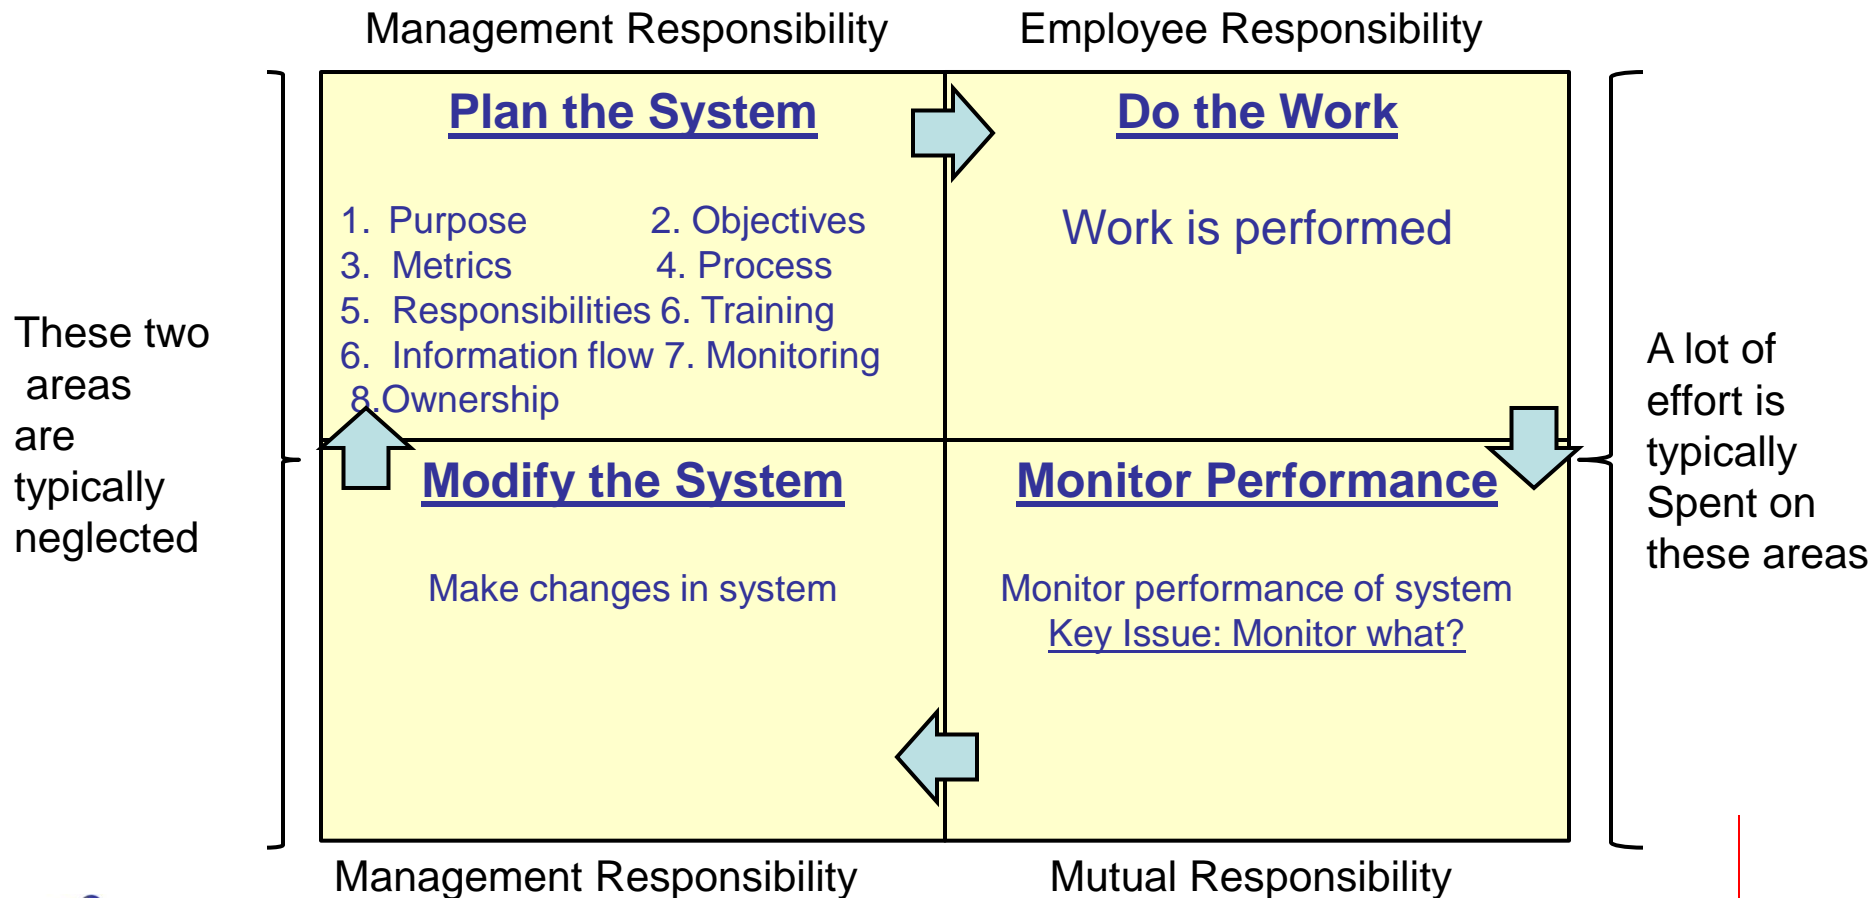 Management Responsibility
Employee Responsibility
Plan the System
1. Purpose 2. Objectives
3. Metrics 4. Process
5. Responsibilities 6. Training
6. Information flow 7. Monitoring
8.Ownership
Do the Work
Work is performed
These two
areas
are
typically
neglected
A lot of
effort is
typically
Spent on
these areas
Modify the System
Make changes in system
Monitor Performance
Monitor performance of system
Key Issue: Monitor what?
Management Responsibility
Mutual Responsibility